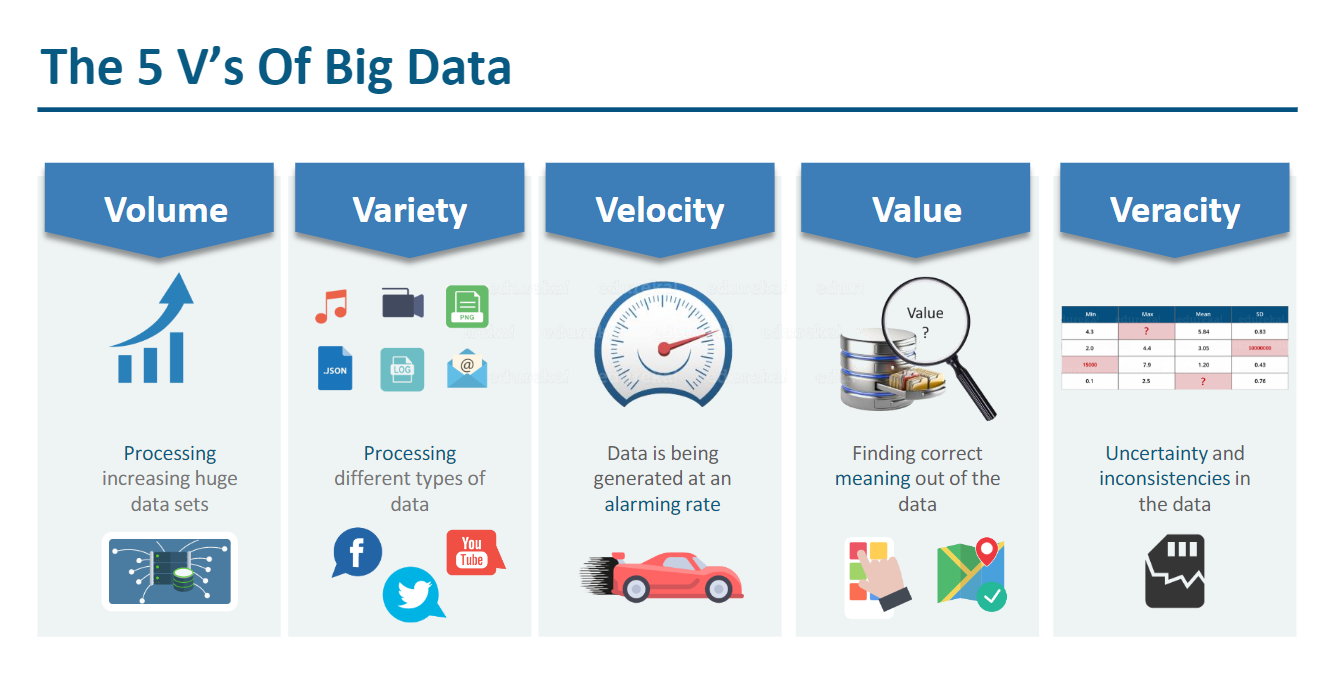 The 5 V's Of Big Data
Volume
Variety
Velocity
Value
Veracity
PNG
.JSON
LOG
@
Value
?
Min Max Mean SD
4.3 ? 5.84 0.83
2.0 4.4 3.05 50000000
15000 7.9 1.20 0.43
0.1 2.5 ? 0.76
Processing
increasing huge
data sets
Processing
different types of
data
Data is being
generated at an
alarming rate
Finding correct
meaning out of the
data
Uncertainty and
inconsistencies in
the data
f
You
Tube
edureka!